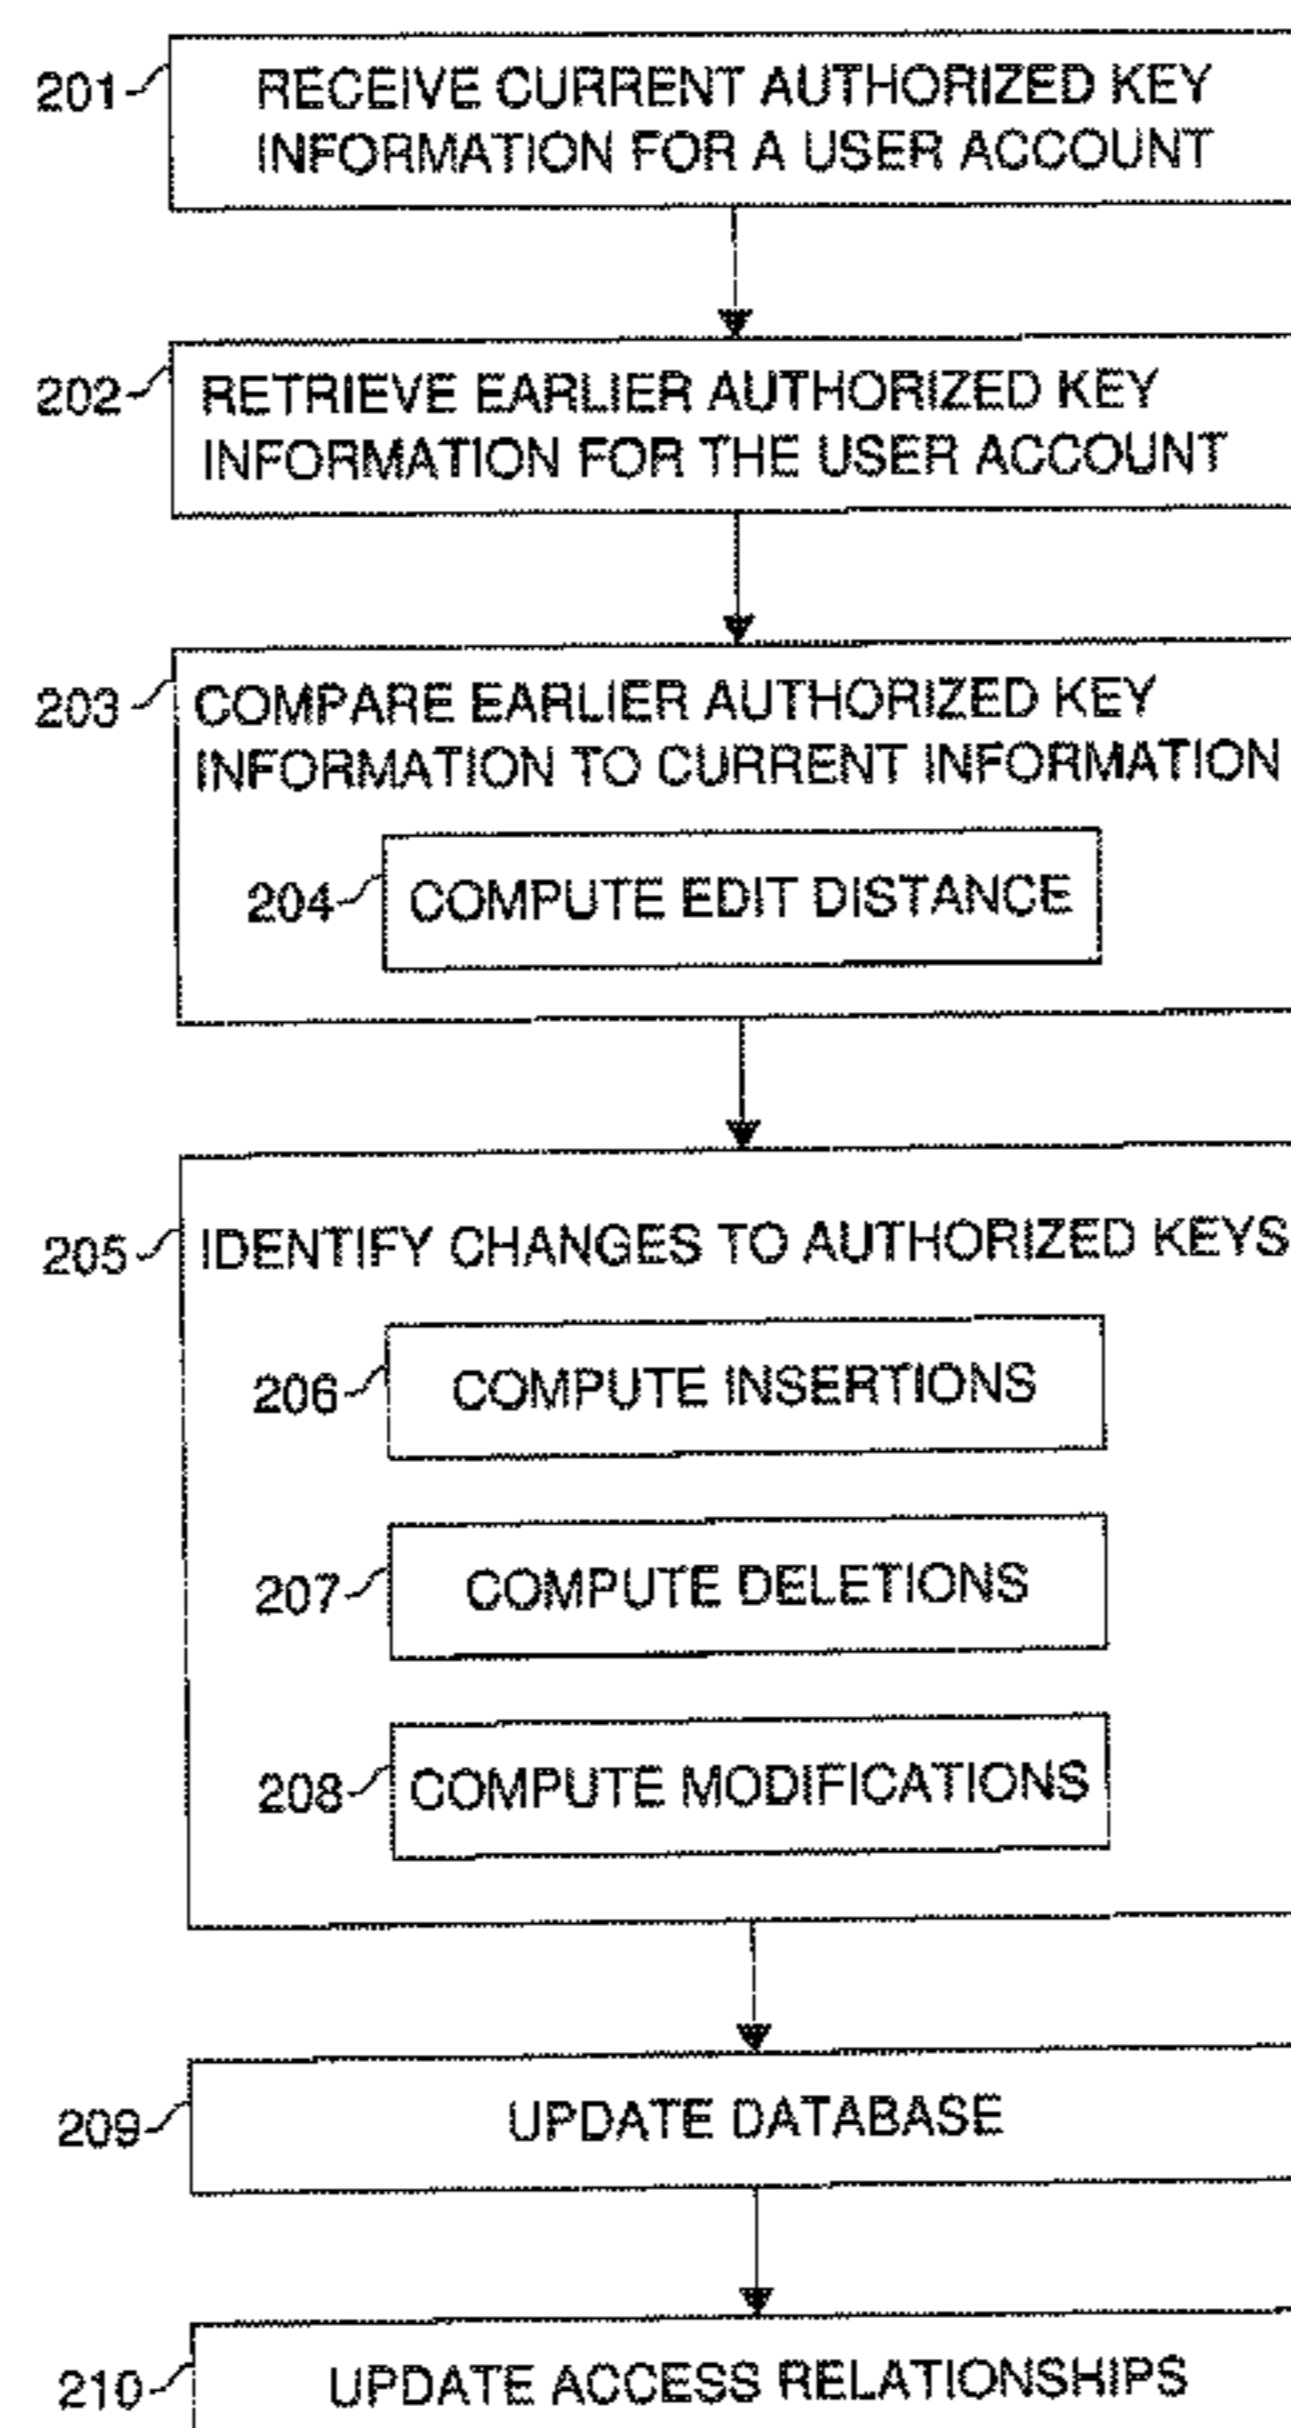 201
RECEIVE CURRENT AUTHORIZED KEY
INFORMATION FOR A USER ACCOUNT
202
RETRIEVE EARLIER AUTHORIZED KEY
INFORMATION FOR THE USER ACCOUNT
203
COMPARE EARLIER AUTHORIZED KEY
INFORMATION TO CURRENT INFORMATION
204
COMPUTE EDIT DISTANCE
205
IDENTIFY CHANGES TO AUTHORIZED KEYS
206
COMPUTE INSERTIONS
207
COMPUTE DELETIONS
208
COMPUTE MODIFICATIONS
209
UPDATE DATABASE
210
UPDATE ACCESS RELATIONSHIPS